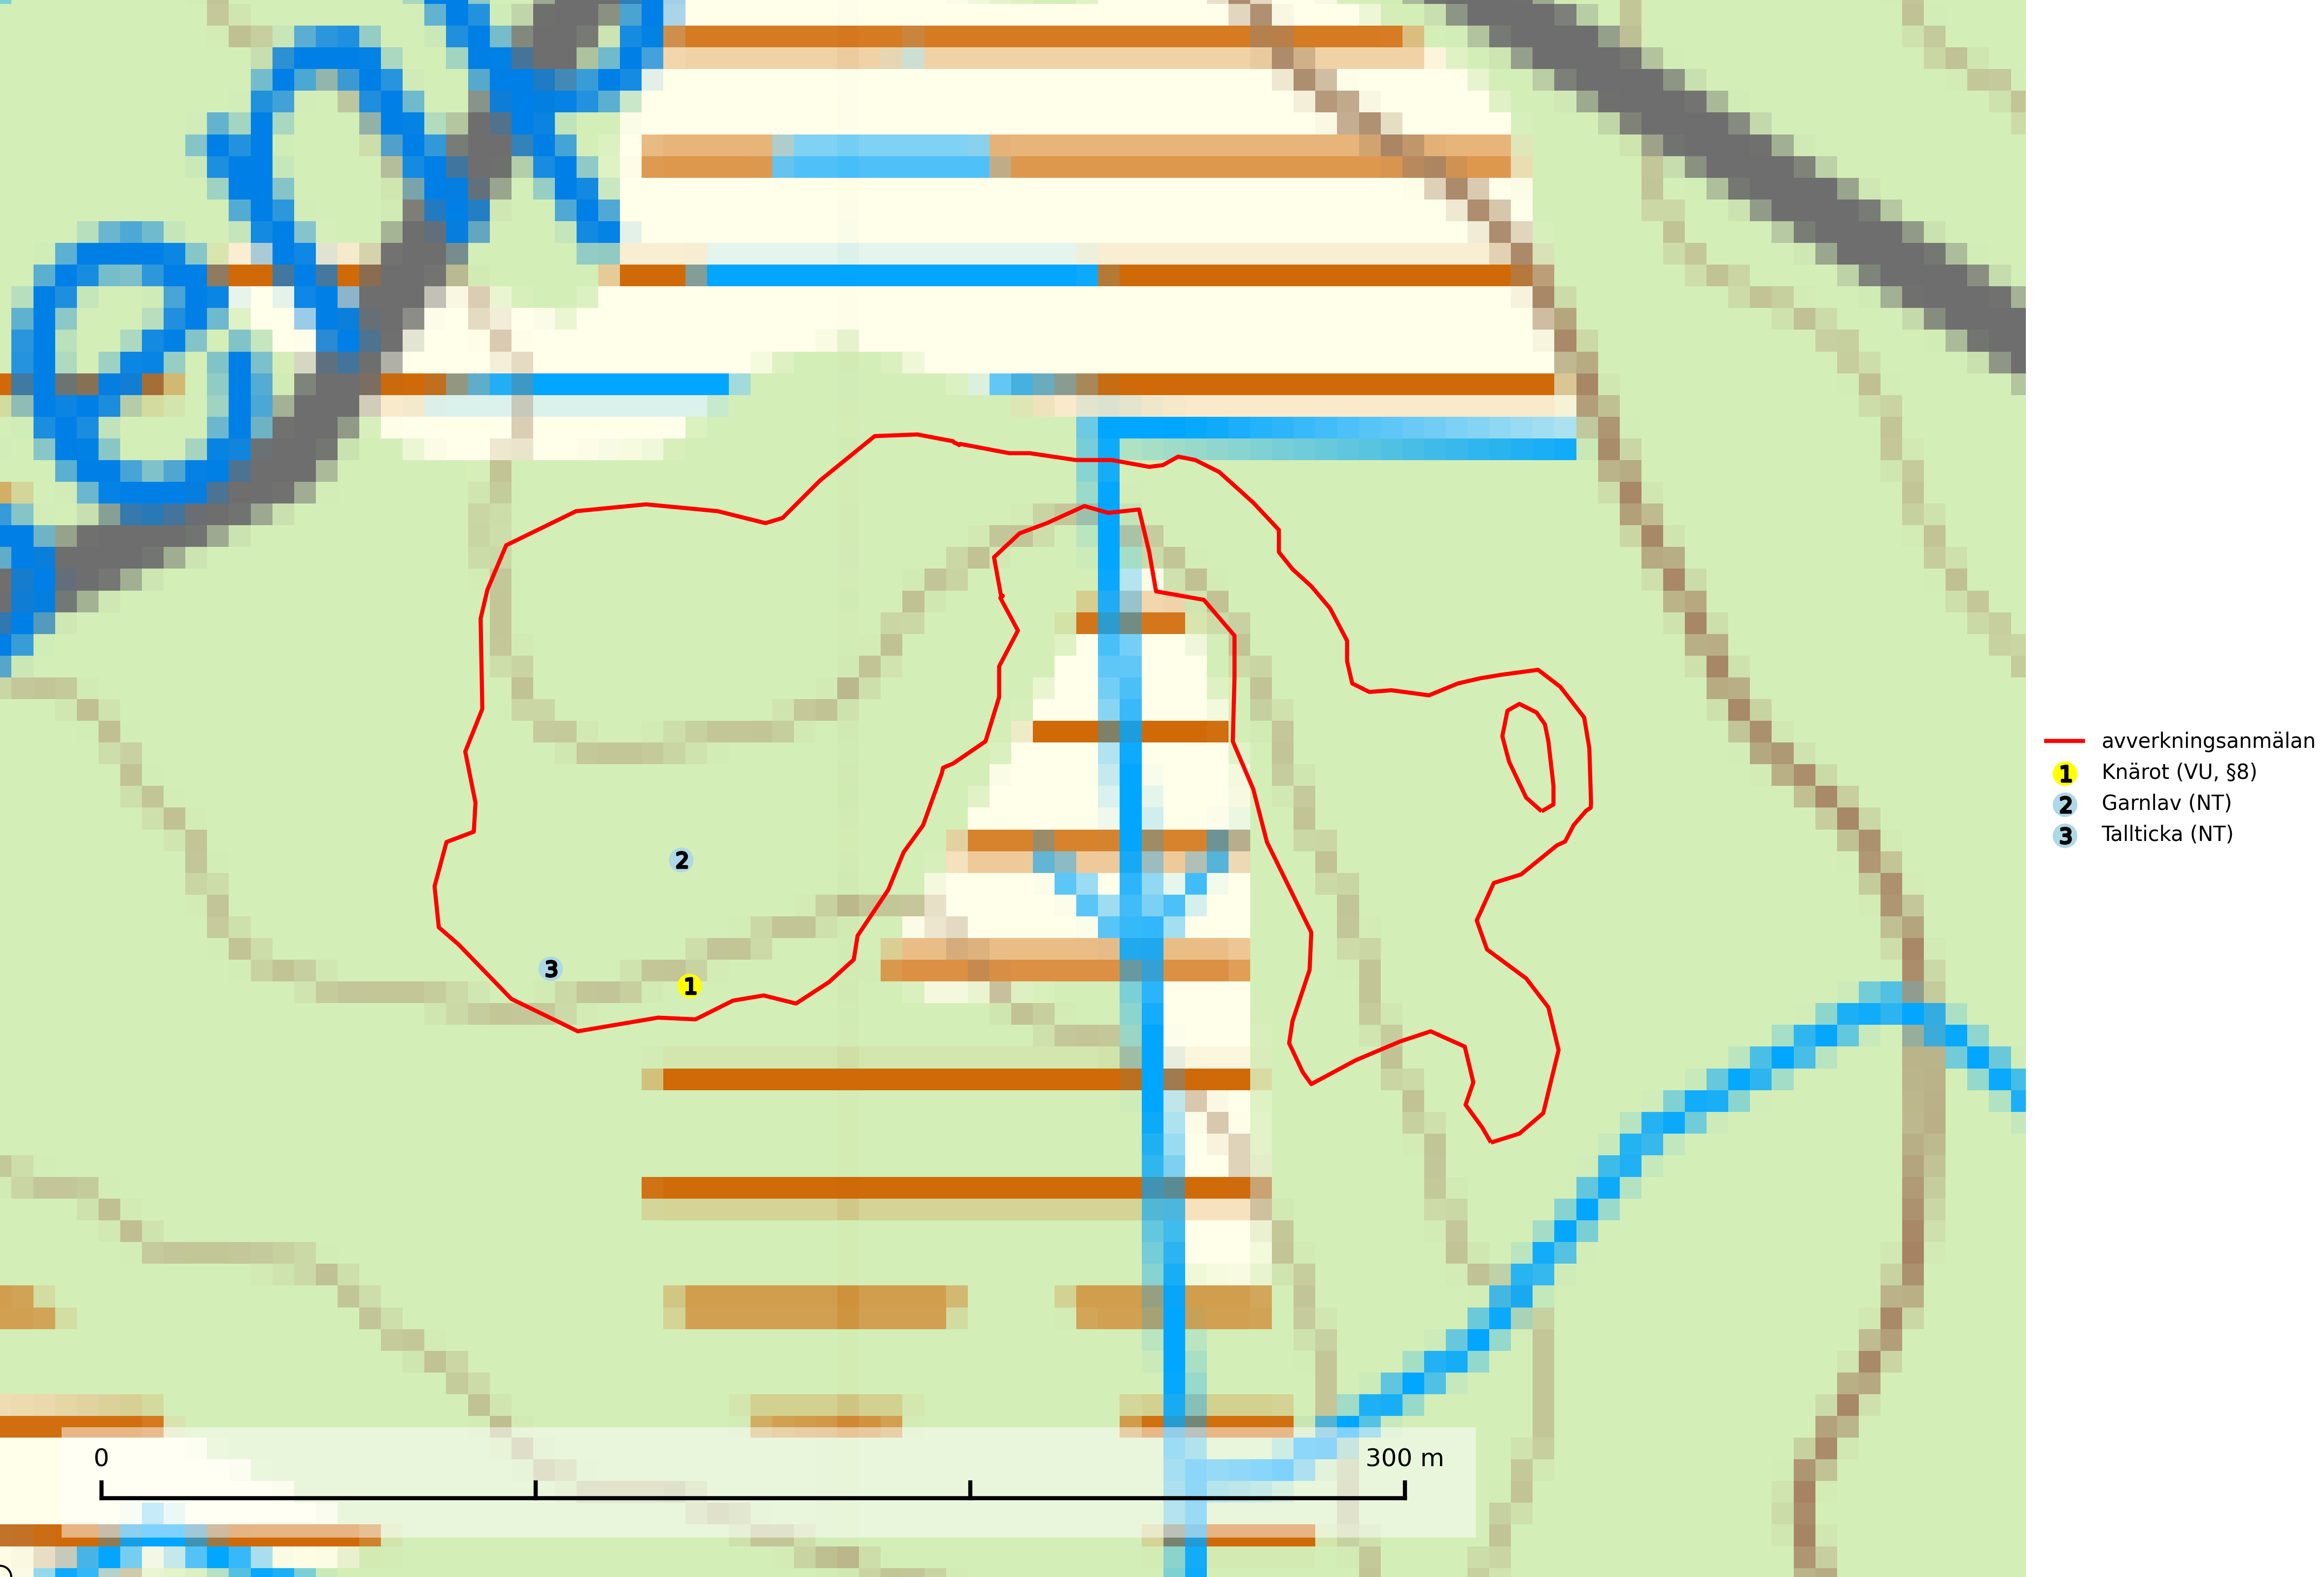 avverkningsanmälan
1 Knärot (VU, §8)
2 Garnlav (NT)
3 Tallticka (NT)
2
3
1
0 300 m